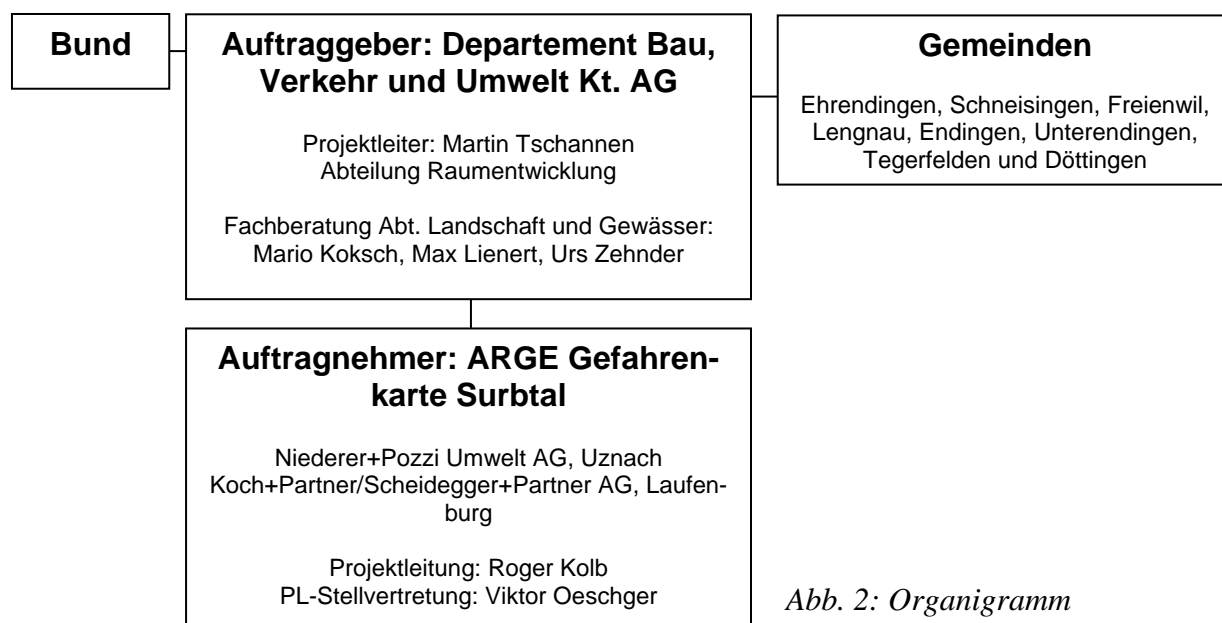 Bund
Auftraggeber: Departement Bau,
Verkehr und Umwelt Kt. AG
Projektleiter: Martin Tschannen
Abteilung Raumentwicklung
Fachberatung Abt. Landschaft und Gewässer:
Mario Koksch, Max Lienert, Urs Zehnder
Gemeinden
Ehrendingen, Schneisingen, Freienwil,
Lengnau, Endingen, Unterendingen,
Tegerfelden und Döttingen
Auftragnehmer: ARGE Gefahren-
karte Surbtal
Niederer+Pozzi Umwelt AG, Uznach
Koch+Partner/Scheidegger+Partner AG, Laufen-
burg
Projektleitung: Roger Kolb
PL-Stellvertretung: Viktor Oeschger
Abb. 2: Organigramm